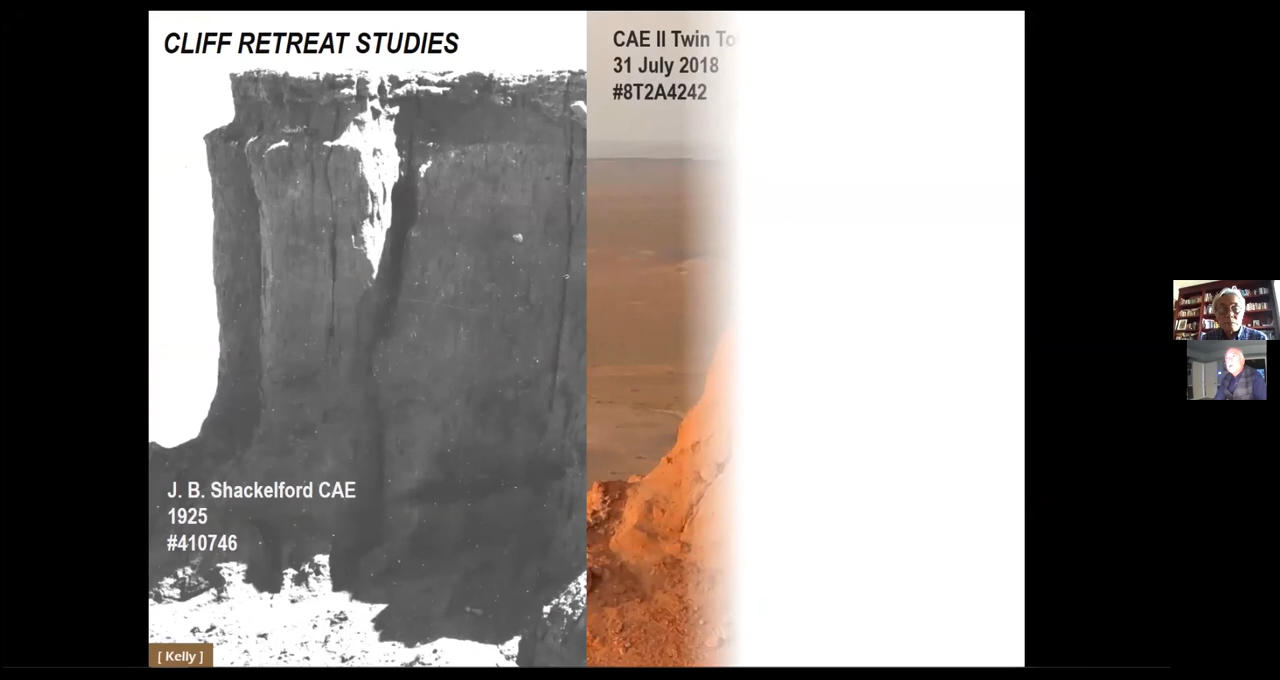 CLIFF RETREAT STUDIES
J. B. Shackelford CAE
1925
#410746
CAE II Twin
31 July 2018
#8T2A4242
[ Kelly ]